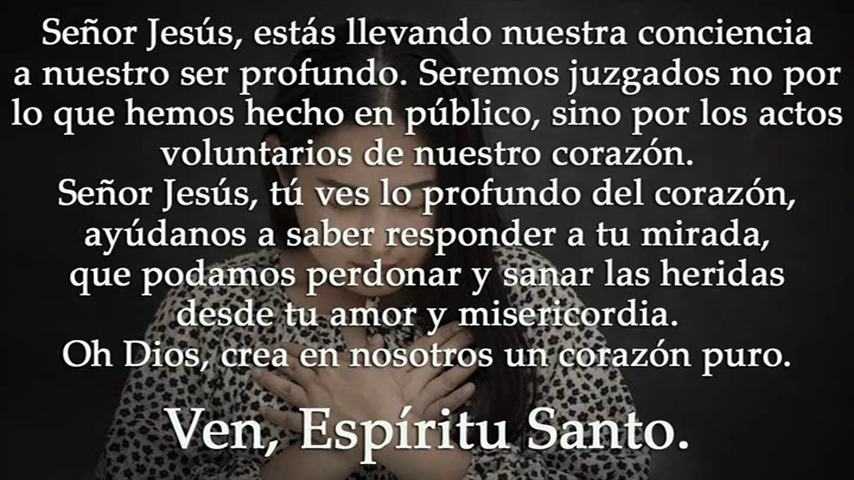 Señor Jesús, estás llevando nuestra conciencia
a nuestro ser profundo. Seremos juzgados no por
lo que hemos hecho en público, sino por los actos
voluntarios de nuestro corazón.
Señor Jesús, tú ves lo profundo del corazón,
ayúdanos a saber responder a tu mirada,
que podamos perdonar y sanar las heridas
desde tu amor y misericordia.
Oh Dios, crea en nosotros un corazón puro.
Ven, Espíritu Santo.